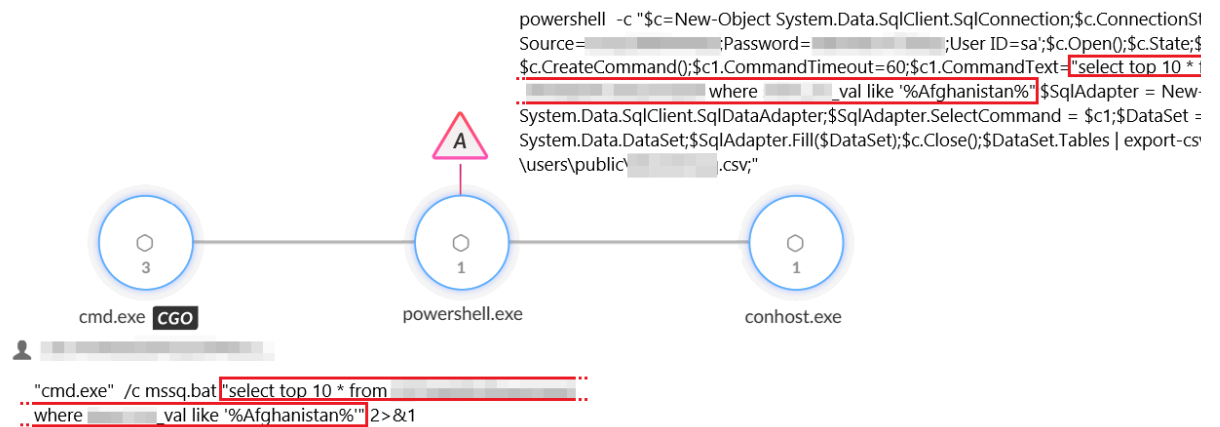 powershell -c "$c=New-Object System.Data.SqlClient.SqlConnection;$c.ConnectionSt
Source= ;Password= ;User ID=sa';$c.Open();$c.State;$
$c.CreateCommand();$c1.CommandTimeout=60;$c1.CommandText="select top 10 *
where _val like '%Afghanistan%'" $SqlAdapter = New-
System.Data.SqlClient.SqlDataAdapter;$SqlAdapter.SelectCommand = $c1;$DataSet =
System.Data.DataSet;$SqlAdapter.Fill($DataSet);$c.Close();$DataSet.Tables | export-csv
\users\public\ .csv;"
A
3
1
1
cmd.exe CGO
powershell.exe
conhost.exe
"cmd.exe" /c mssq.bat "select top 10 * from
where _val like '%Afghanistan%'" 2>&1